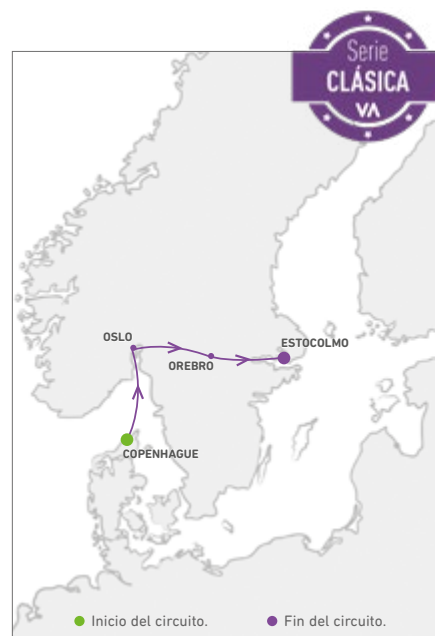 Serie
CLÁSICA
VA
OSLO
OREBRO
ESTOCOLMO
COPENHAGUE
Inicio del circuito.
Fin del circuito.